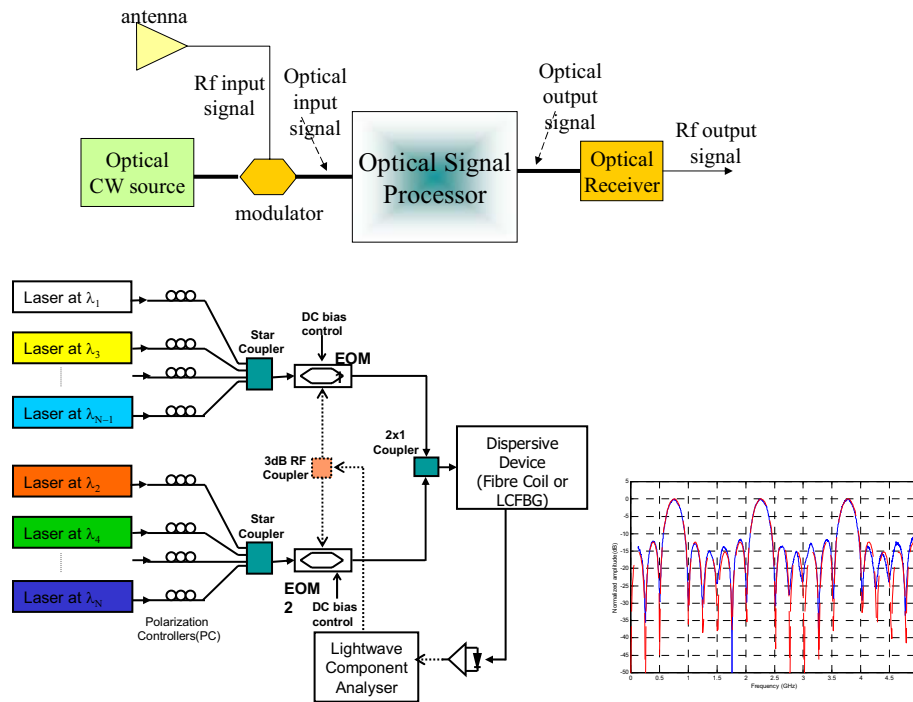 antenna
Rf input
signal
Optical
input
signal
Optical
output
signal
Rf output
signal
Optical
CW source
modulator
Optical Signal
Processor
Optical
Receiver
Laser at λ1
Laser at λ3
Laser at λN−1
Laser at λ2
Laser at λ4
Laser at λN
Polarization
Controllers(PC)
Star
Coupler
Star
Coupler
DC bias
control
EOM
1
3dB RF
Coupler
EOM
2
DC bias
control
2x1
Coupler
Dispersive
Device
(Fibre Coil or
LCFBG)
Lightwave
Component
Analyser
Normalized amplitude(dB)
5
0
-5
-10
-15
-20
-25
-30
-35
-40
-45
-50
0 0.5 1 1.5 2 2.5 3 3.5 4 4.5
Frequency (GHz)